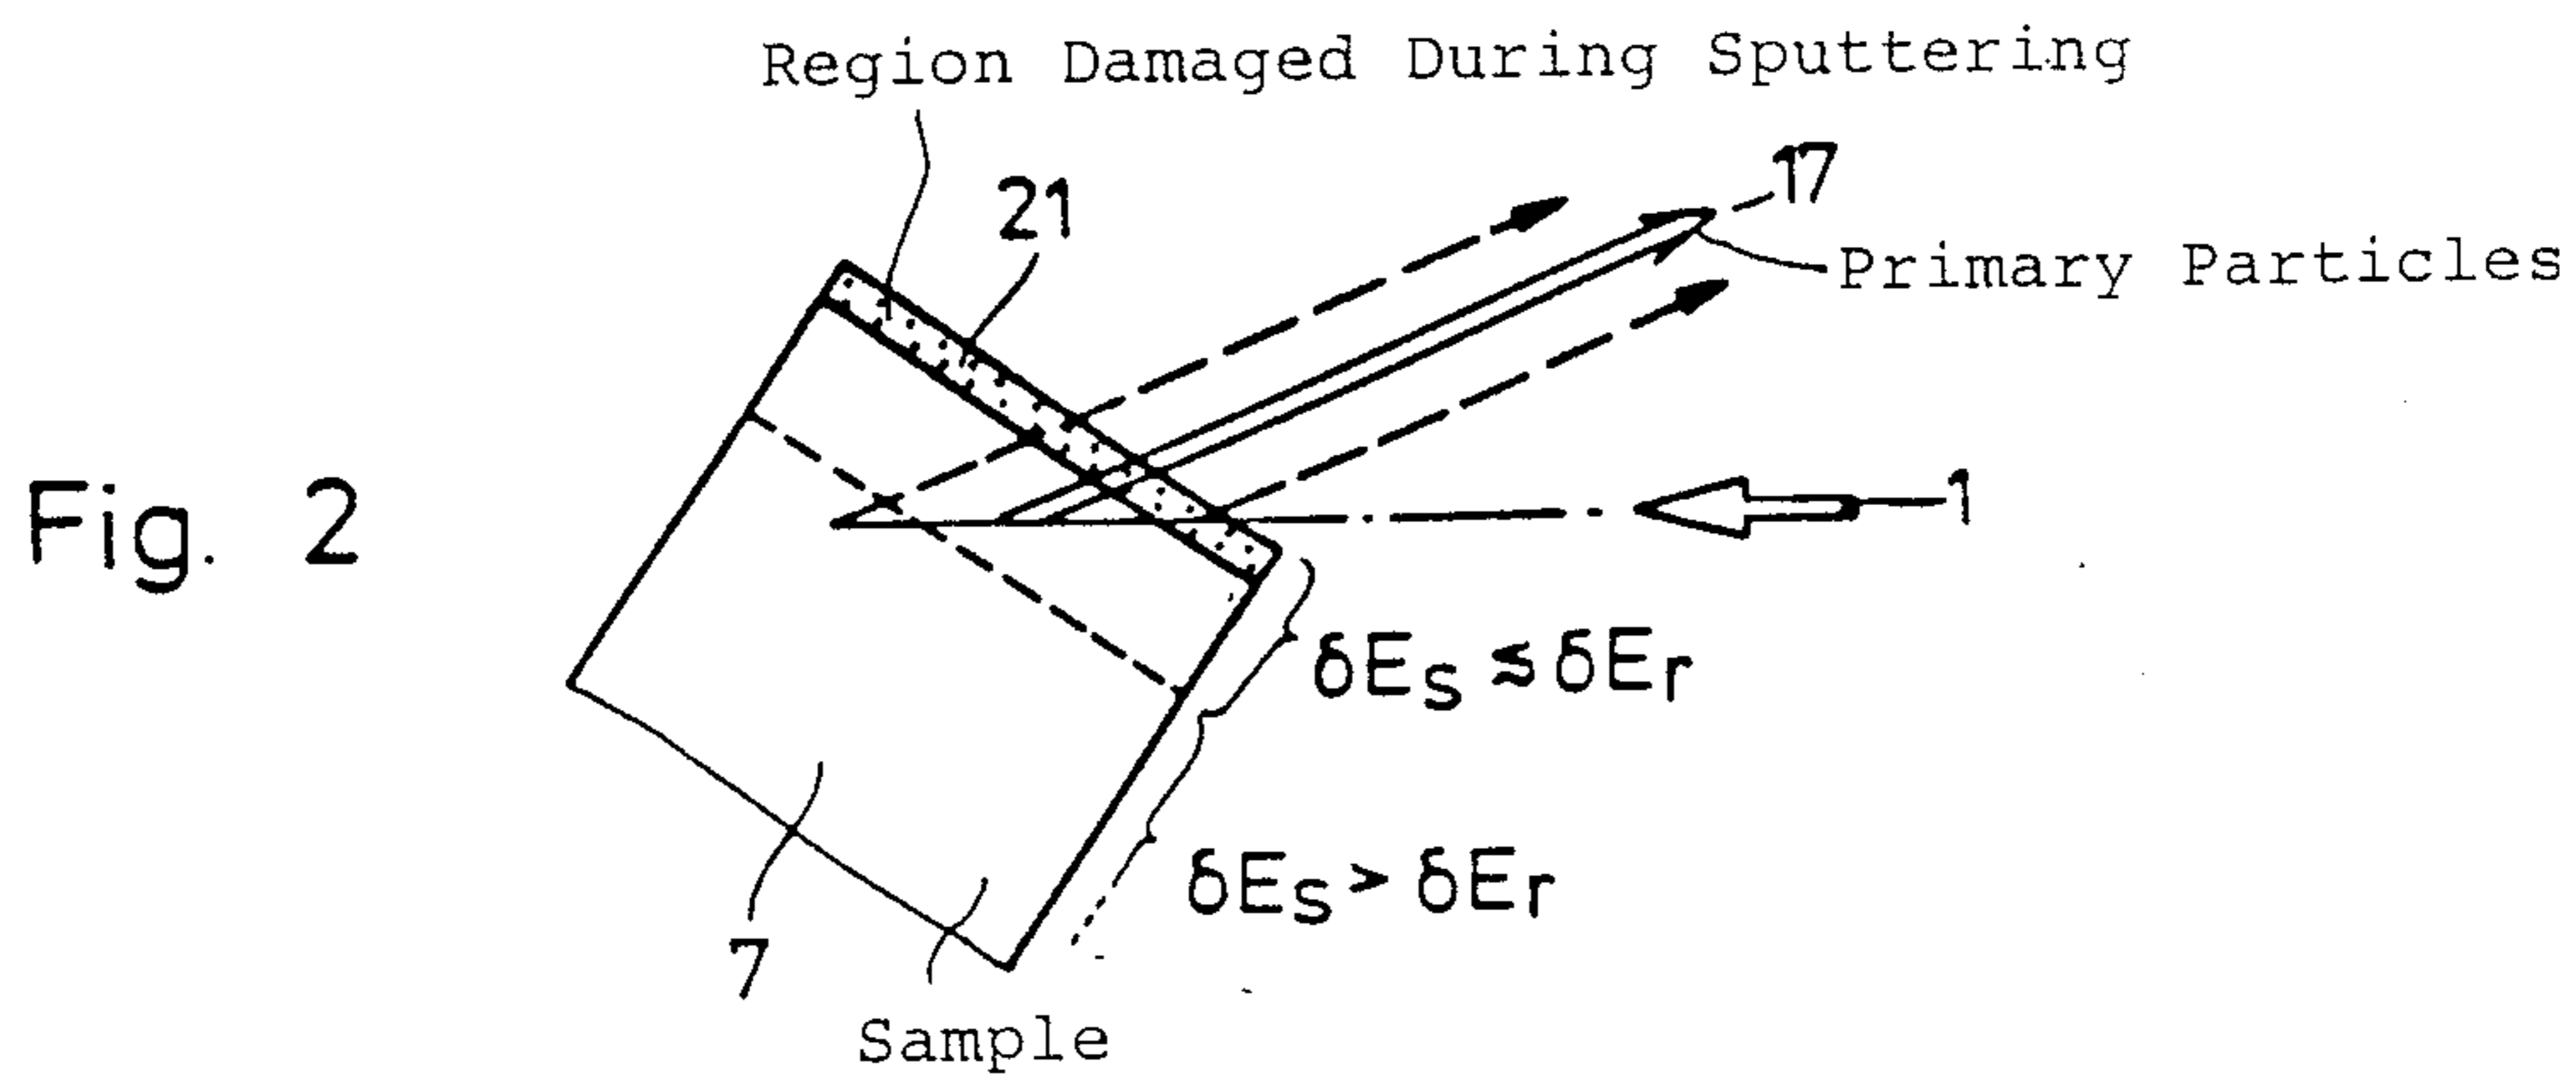 Region Damaged During Sputtering
21
17
Primary Particles
Fig. 2
1
δEs ≲ δEr
δEs > δEr
7
Sample